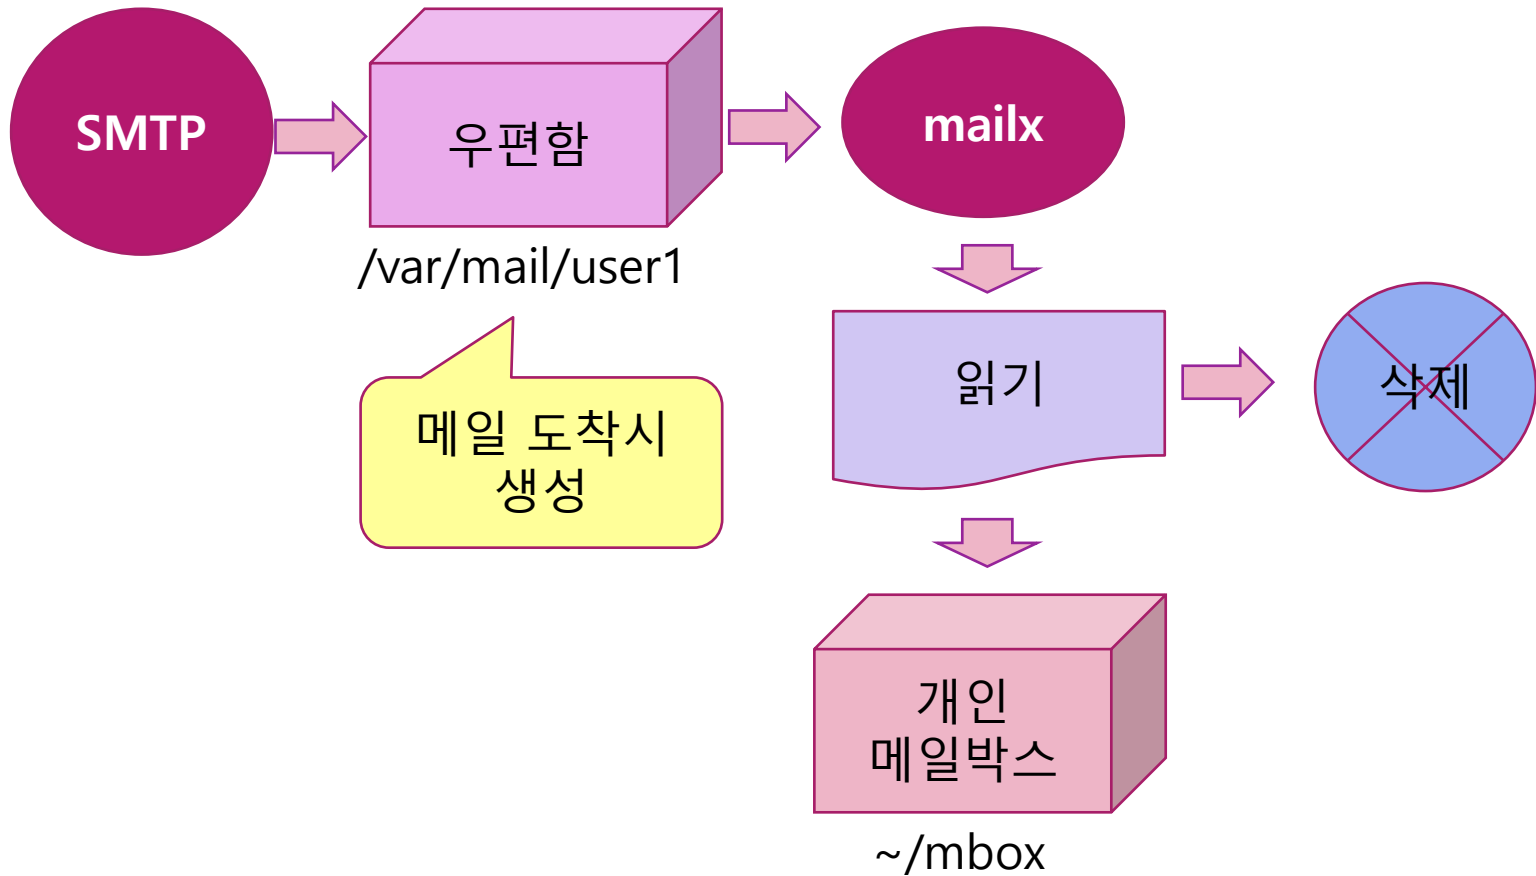 SMTP
우편함
mailx
/var/mail/user1
메일 도착시
생성
읽기
삭제
개인
메일박스
~/mbox